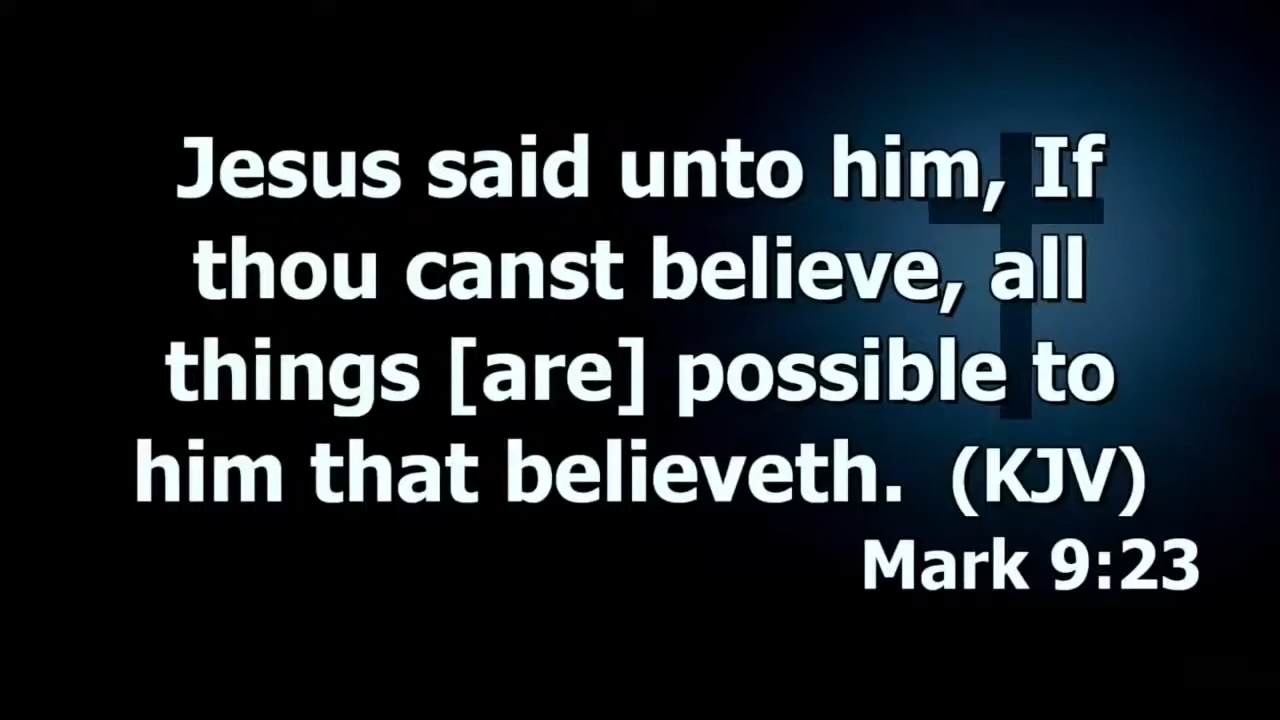 Jesus said unto him, If
thou canst believe, all
things [are] possible to
him that believeth.  (KJV)
Mark 9:23